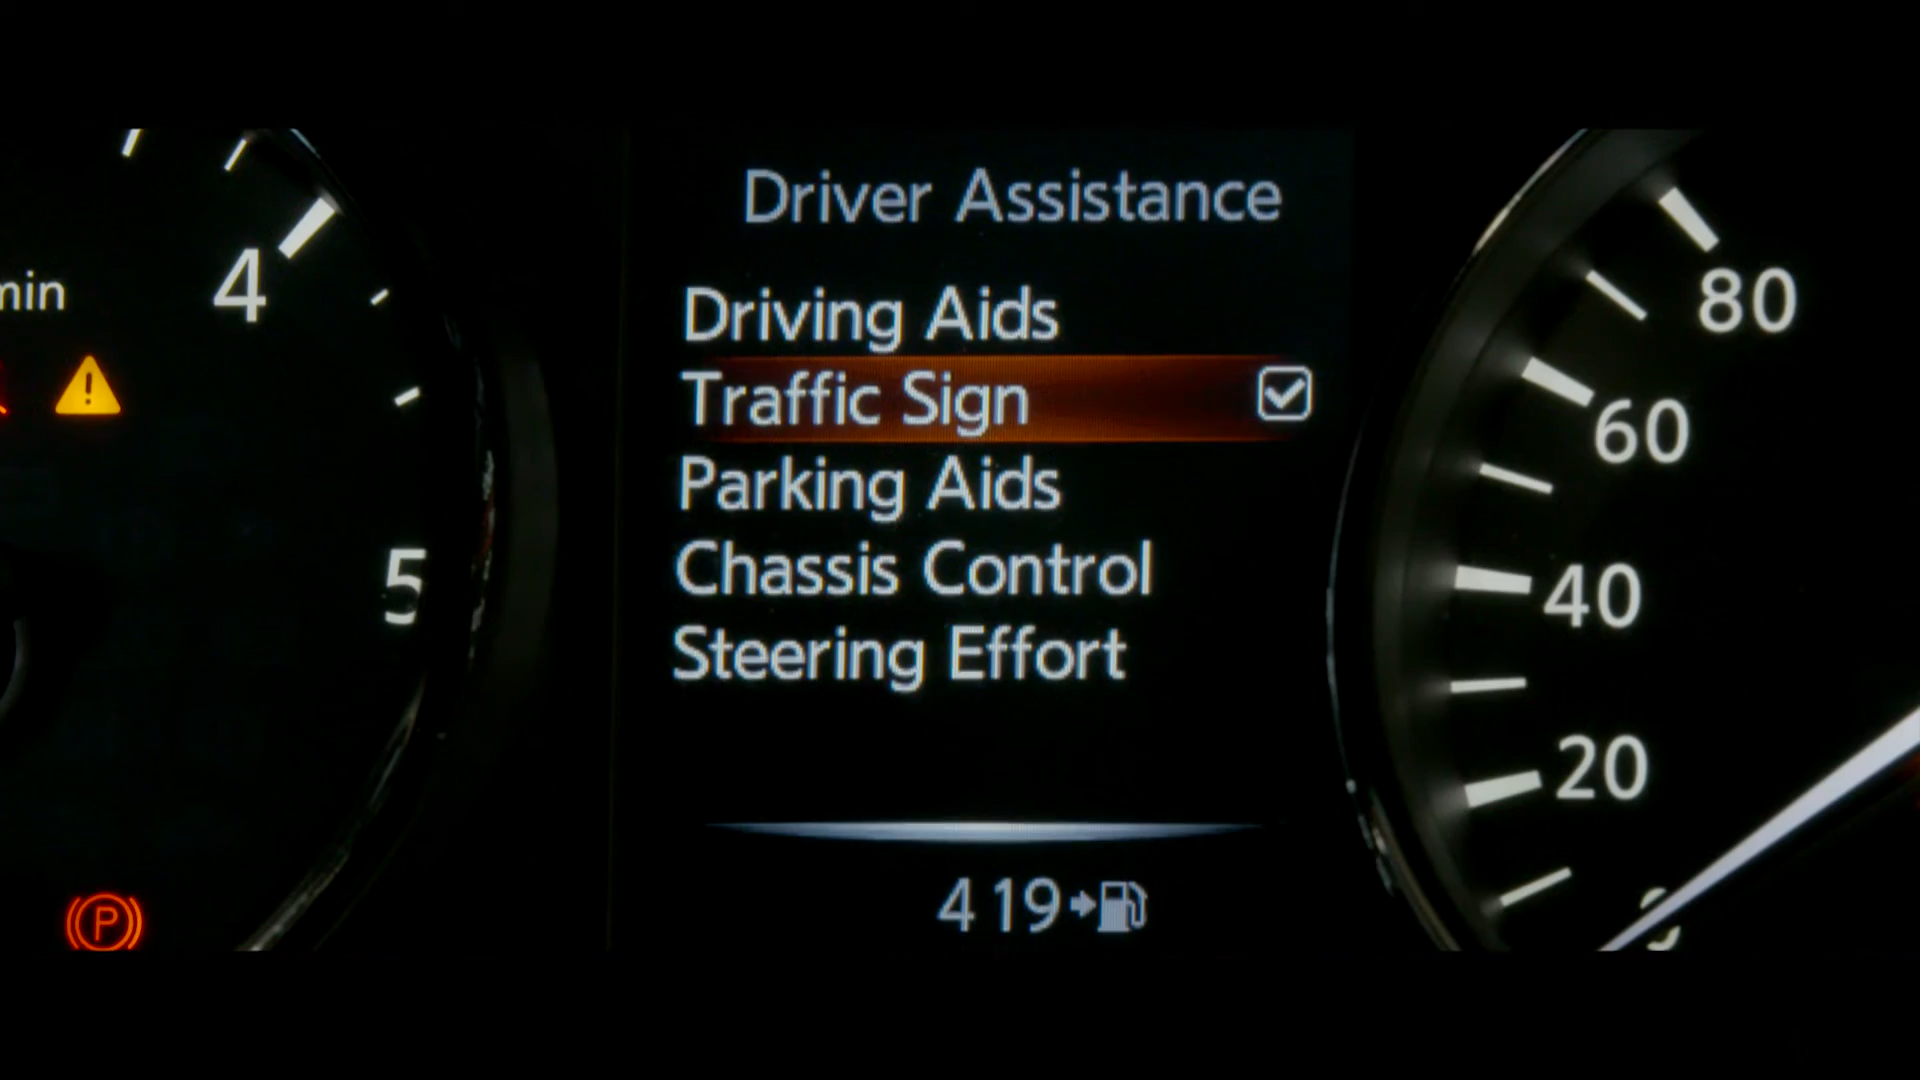 Driver Assistance
Driving Aids
Traffic Sign
Parking Aids
Chassis Control
Steering Effort
419
min
4
5
P
80
60
40
20